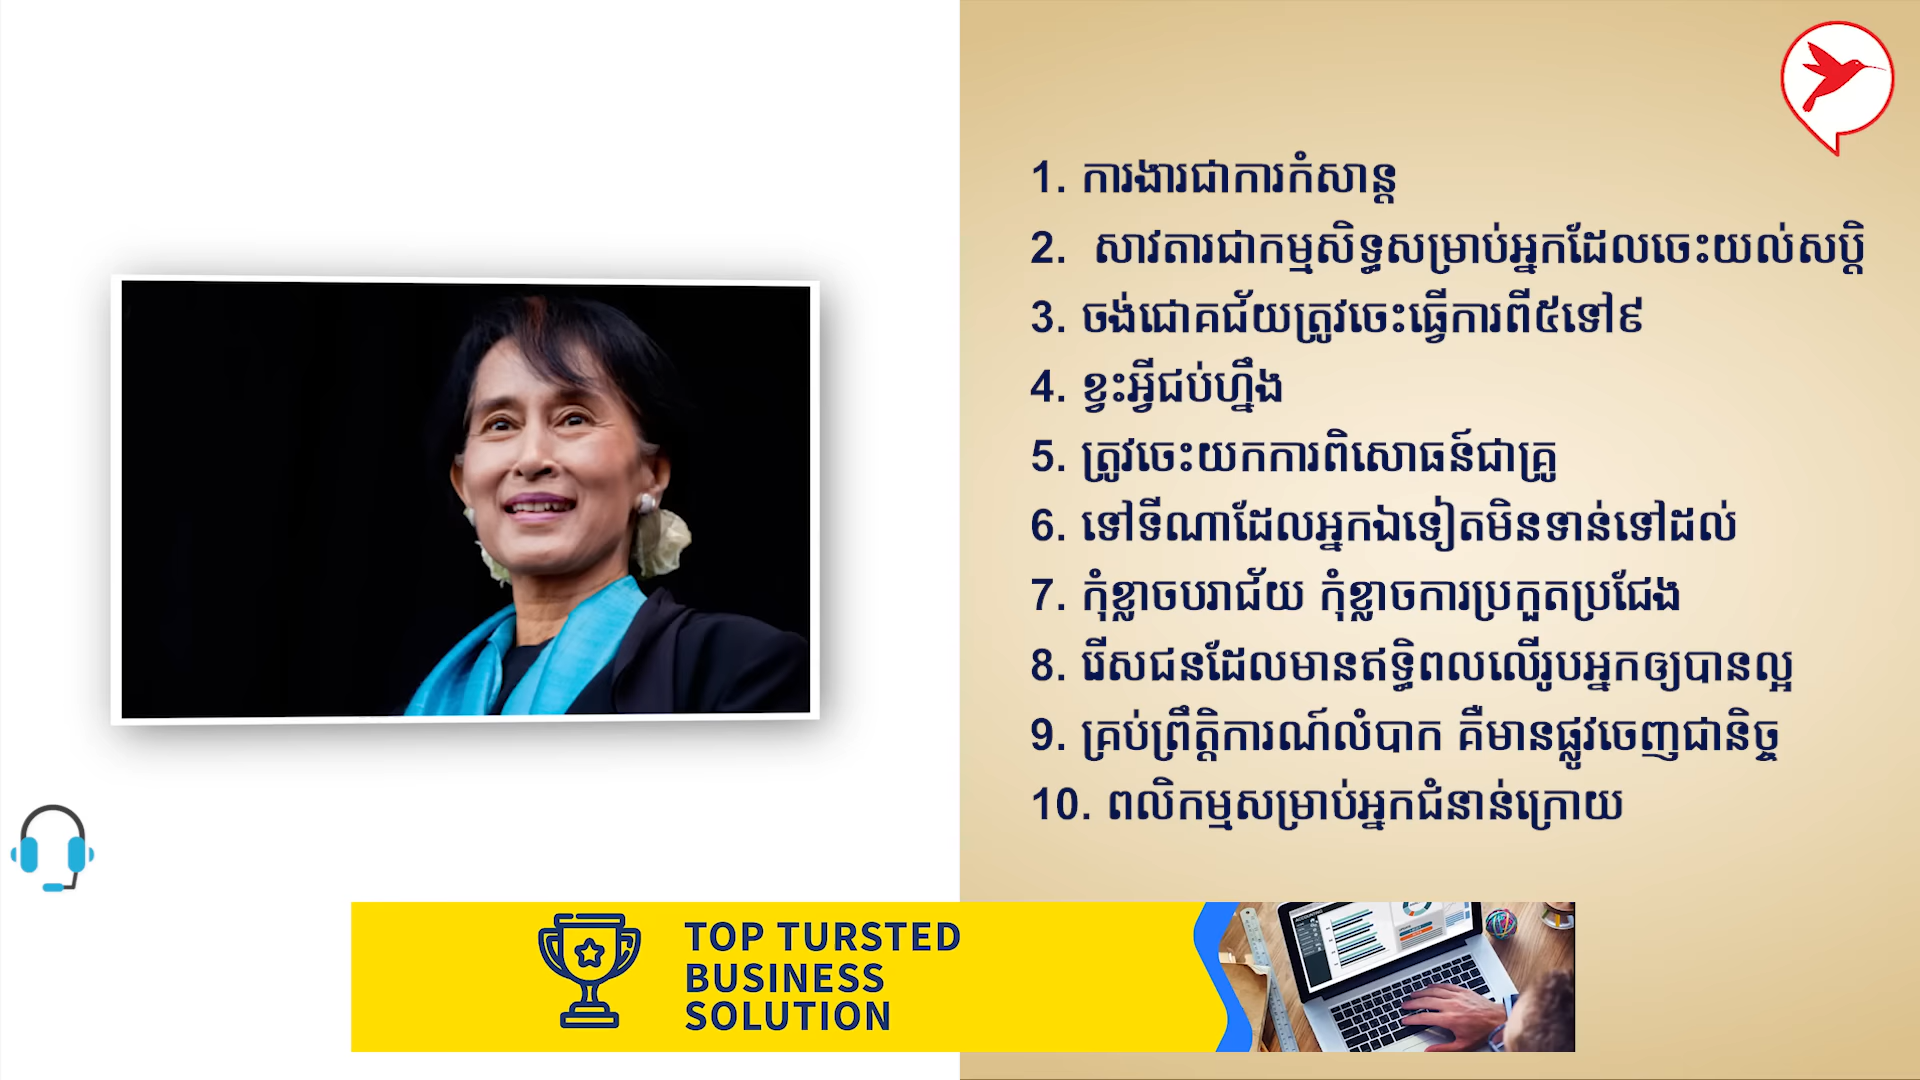 1. ការងារជាការកំសាន្ត
2. សាវតារជាកម្មសិទ្ធសម្រាប់អ្នកដែលចេះយល់សប្តិ
3. ចង់ជោគជ័យត្រូវចេះធ្វើការពី៥ទៅ៩
4. ខ្វះអ្វីជប់ហ្នឹង
5. ត្រូវចេះយកការពិសោធន៍ជាគ្រូ
6. ទៅទីណាដែលអ្នកឯទៀតមិនទាន់ទៅដល់
7. កុំខ្លាចបរាជ័យ កុំខ្លាចការប្រកួតប្រជែង
8. រើសជនដែលមានឥទ្ធិពលលើរូបអ្នកឲ្យបានល្អ
9. គ្រប់ព្រឹត្តិការណ៍លំបាក គឺមានផ្លូវចេញជានិច្ច
10. ពលិកម្មសម្រាប់អ្នកជំនាន់ក្រោយ
TOP TURSTED
BUSINESS
SOLUTION